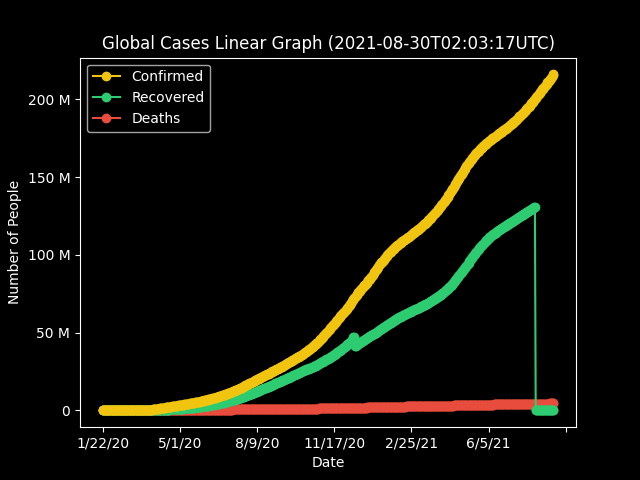 Global Cases Linear Graph (2021-08-30T02:03:17UTC)
Confirmed
Recovered
Deaths
Number of People
200 M
150 M
100 M
50 M
0
1/22/20 5/1/20 8/9/20 11/17/20 2/25/21 6/5/21
Date